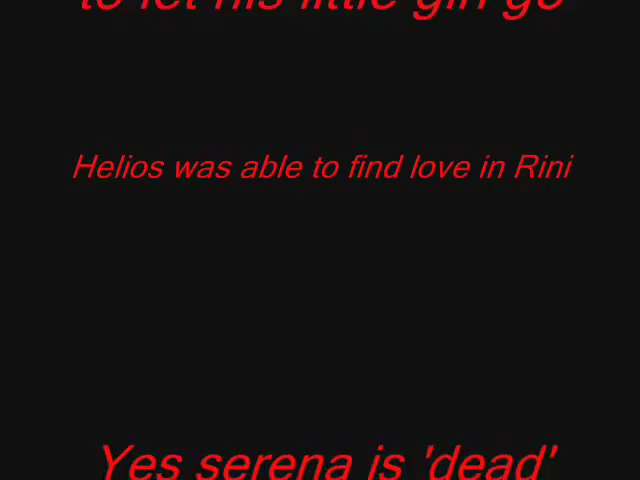 to let his little girl go
Helios was able to find love in Rini
Yes serena is 'dead'